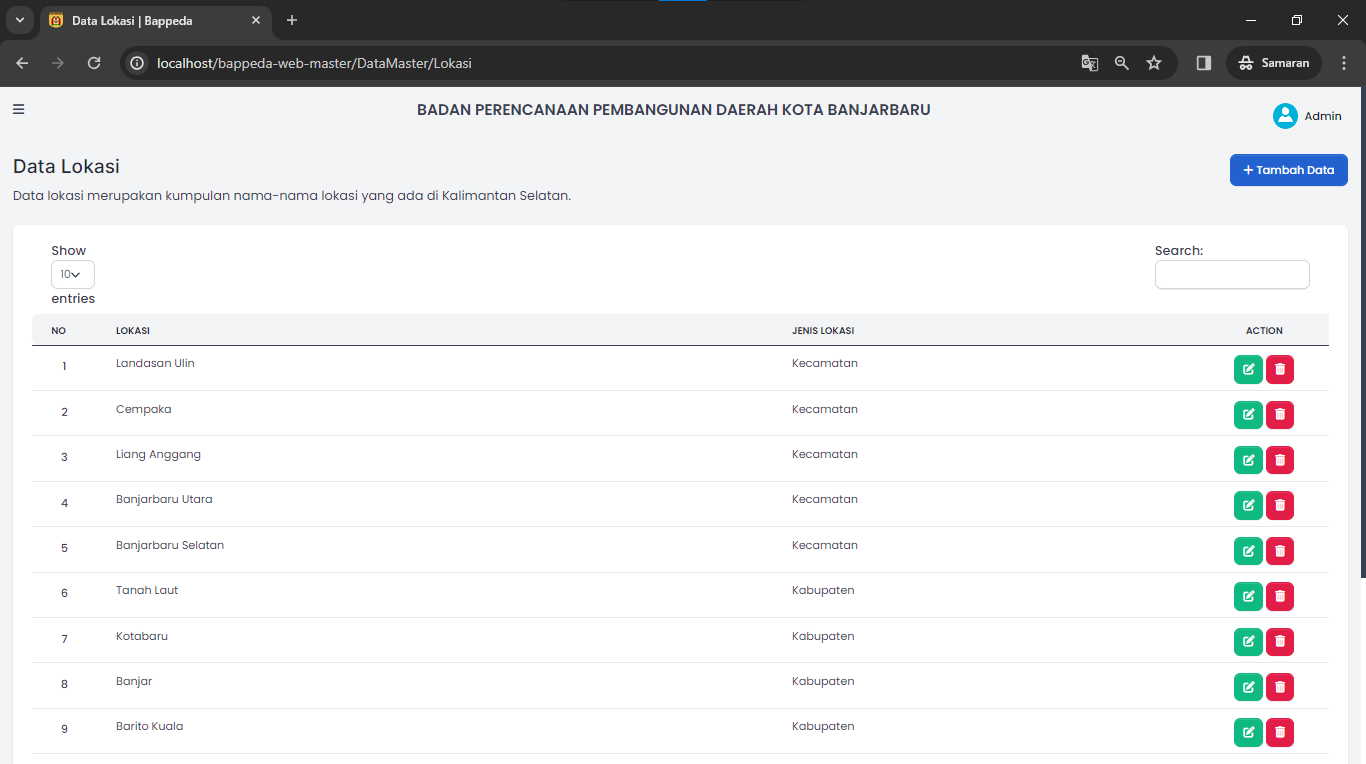 Data Lokasi | Bappeda
localhost/bappeda-web-master/DataMaster/Lokasi
Samaran
BADAN PERENCANAAN PEMBANGUNAN DAERAH KOTA BANJARBARU
Admin
Data Lokasi
+ Tambah Data
Data lokasi merupakan kumpulan nama-nama lokasi yang ada di Kalimantan Selatan.
Show
10
entries
Search:
NO LOKASI JENIS LOKASI ACTION
1 Landasan Ulin Kecamatan
2 Cempaka Kecamatan
3 Liang Anggang Kecamatan
4 Banjarbaru Utara Kecamatan
5 Banjarbaru Selatan Kecamatan
6 Tanah Laut Kabupaten
7 Kotabaru Kabupaten
8 Banjar Kabupaten
9 Barito Kuala Kabupaten